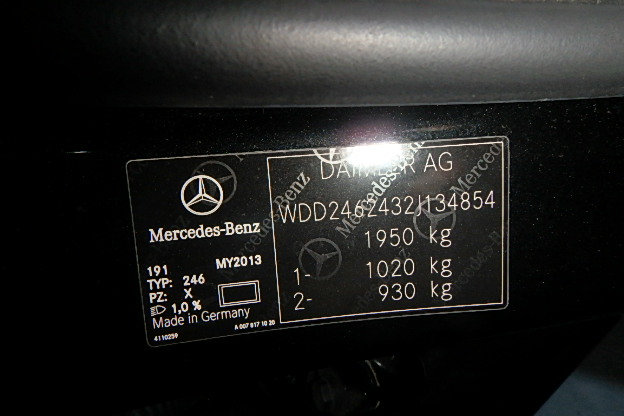 DAIMLER AG
WDD2462432J134854
1950 kg
1- 1020 kg
2- 930 kg
Mercedes-Benz
191 MY2013
TYP: 246
PZ: X
1,0 %
Made in Germany
4110259 A 007 817 10 20